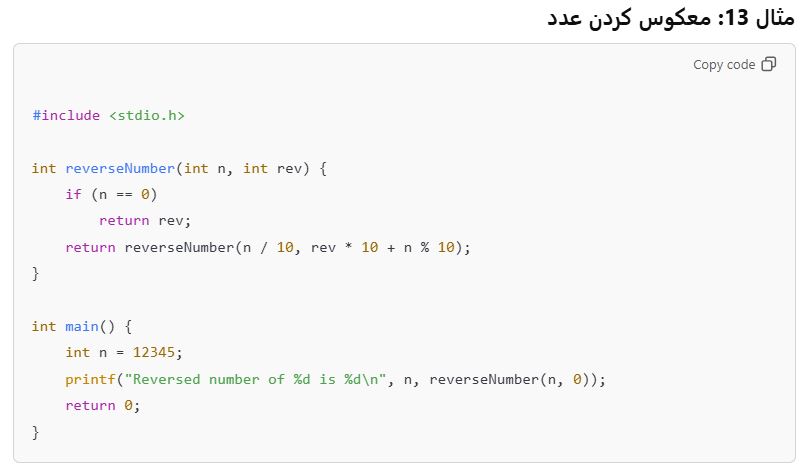 مثال 13: معکوس کردن عدد
Copy code
#include <stdio.h>
int reverseNumber(int n, int rev) {
    if (n == 0)
        return rev;
    return reverseNumber(n / 10, rev * 10 + n % 10);
}
int main() {
    int n = 12345;
    printf("Reversed number of %d is %d\n", n, reverseNumber(n, 0));
    return 0;
}